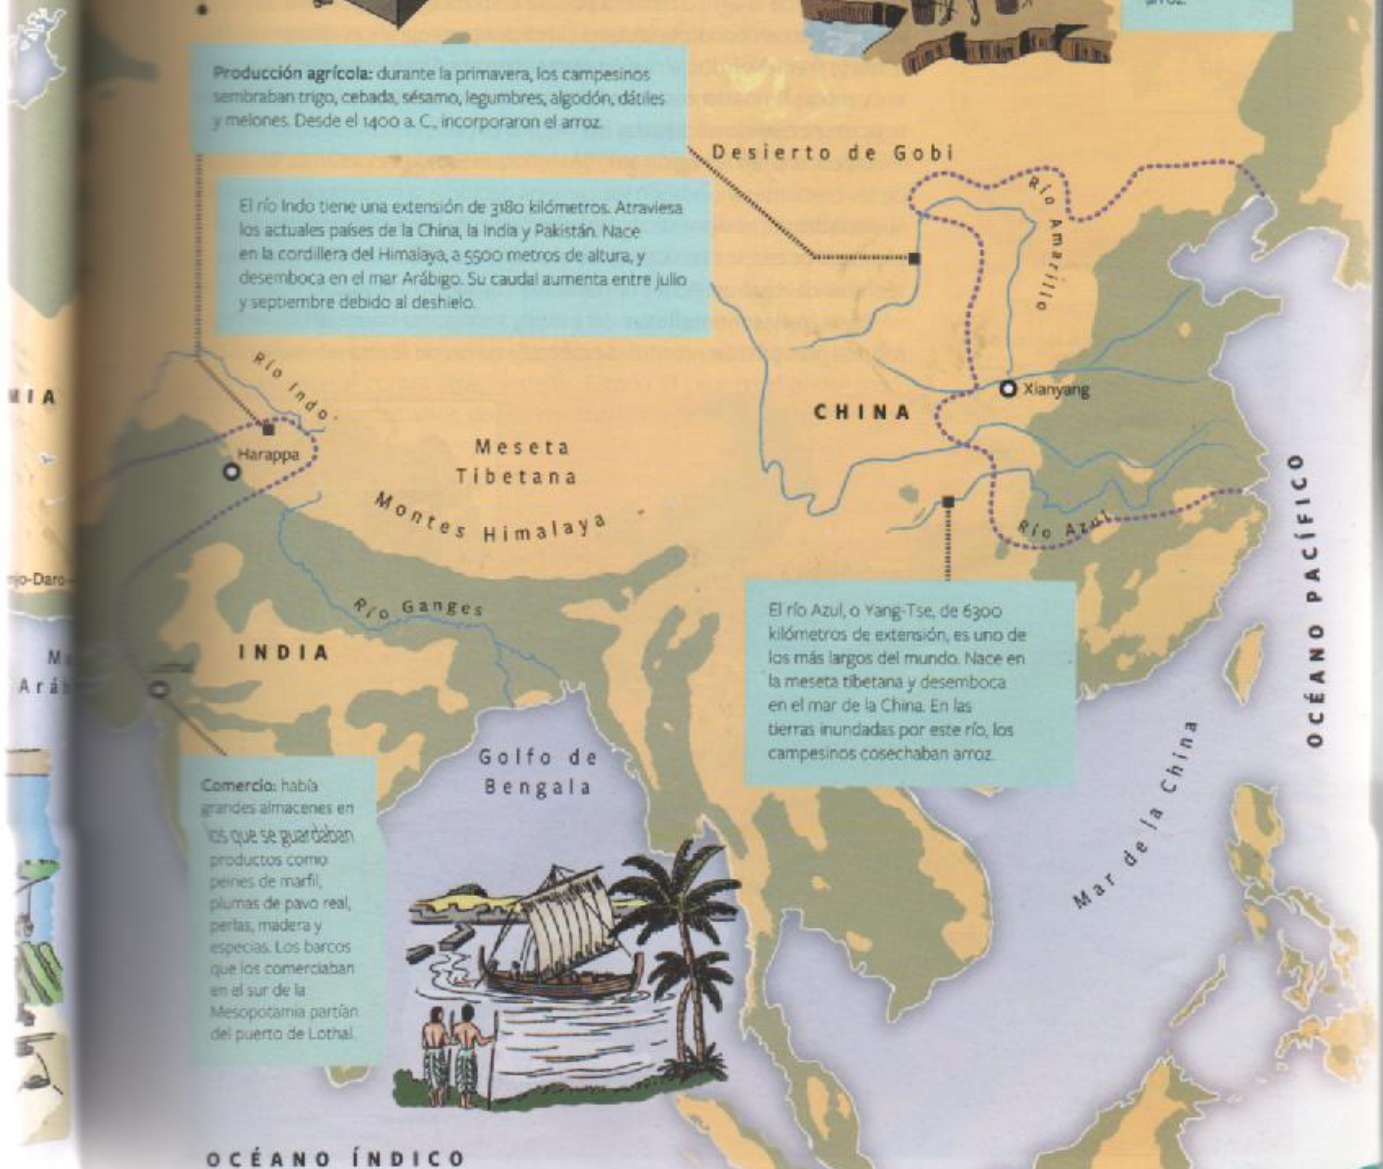 arroz.
Producción agrícola: durante la primavera, los campesinos
sembraban trigo, cebada, sésamo, legumbres, algodón, dátiles
y melones. Desde el 1400 a. C., incorporaron el arroz.
Desierto de Gobi
El río Indo tiene una extensión de 3180 kilómetros. Atraviesa
los actuales países de la China, la India y Pakistán. Nace
en la cordillera del Himalaya, a 5500 metros de altura, y
desemboca en el mar Arábigo. Su caudal aumenta entre julio
y septiembre debido al deshielo.
Río Amarillo
Río Indo
Xianyang
CHINA
Harappa
Meseta
Tibetana
Montes Himalaya
Río Azul
OCÉANO PACÍFICO
Río Ganges
INDIA
El río Azul, o Yang-Tse, de 6300
kilómetros de extensión, es uno de
los más largos del mundo. Nace en
la meseta tibetana y desemboca
en el mar de la China. En las
tierras inundadas por este río, los
campesinos cosechaban arroz.
Golfo de
Bengala
Mar de la China
Comercio: había
grandes almacenes en
los que se guardaban
productos como
peines de marfil,
plumas de pavo real,
perlas, madera y
especias. Los barcos
que los comerciaban
en el sur de la
Mesopotamia partían
del puerto de Lothal.
OCÉANO ÍNDICO